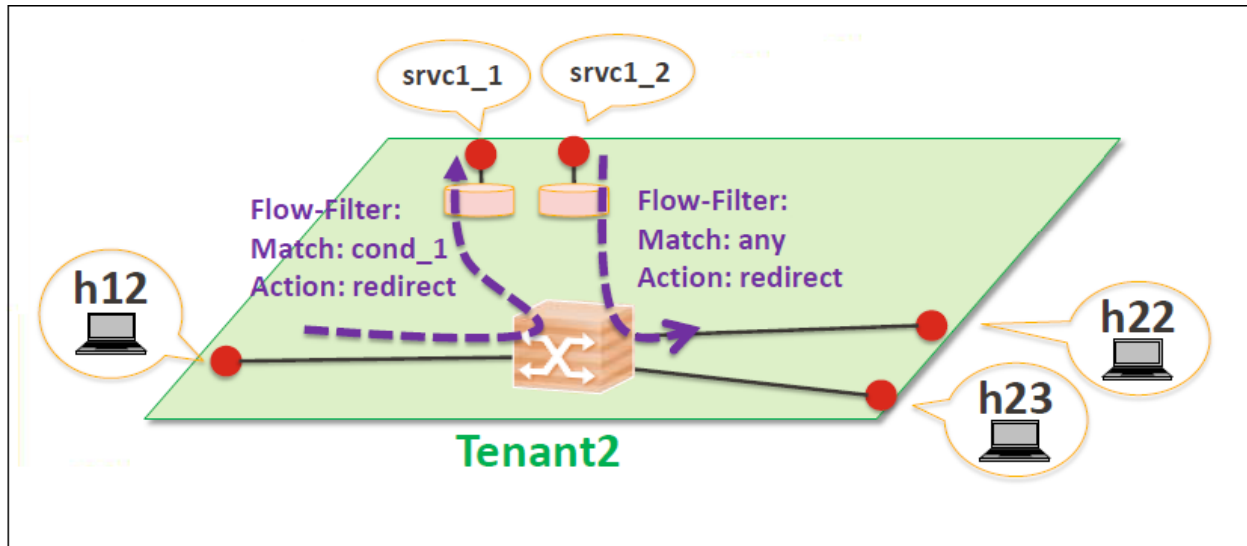 srvc1_1
srvc1_2
Flow-Filter:
Match: cond_1
Action: redirect
Flow-Filter:
Match: any
Action: redirect
h12
h22
h23
Tenant2